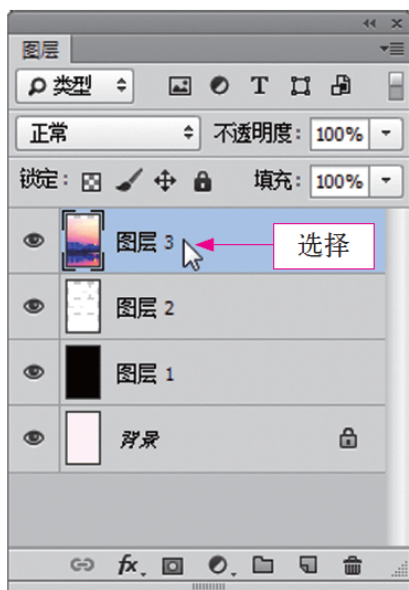 图层
类型
正常 不透明度: 100%
锁定: 填充: 100%
图层 3 选择
图层 2
图层 1
背景
fx